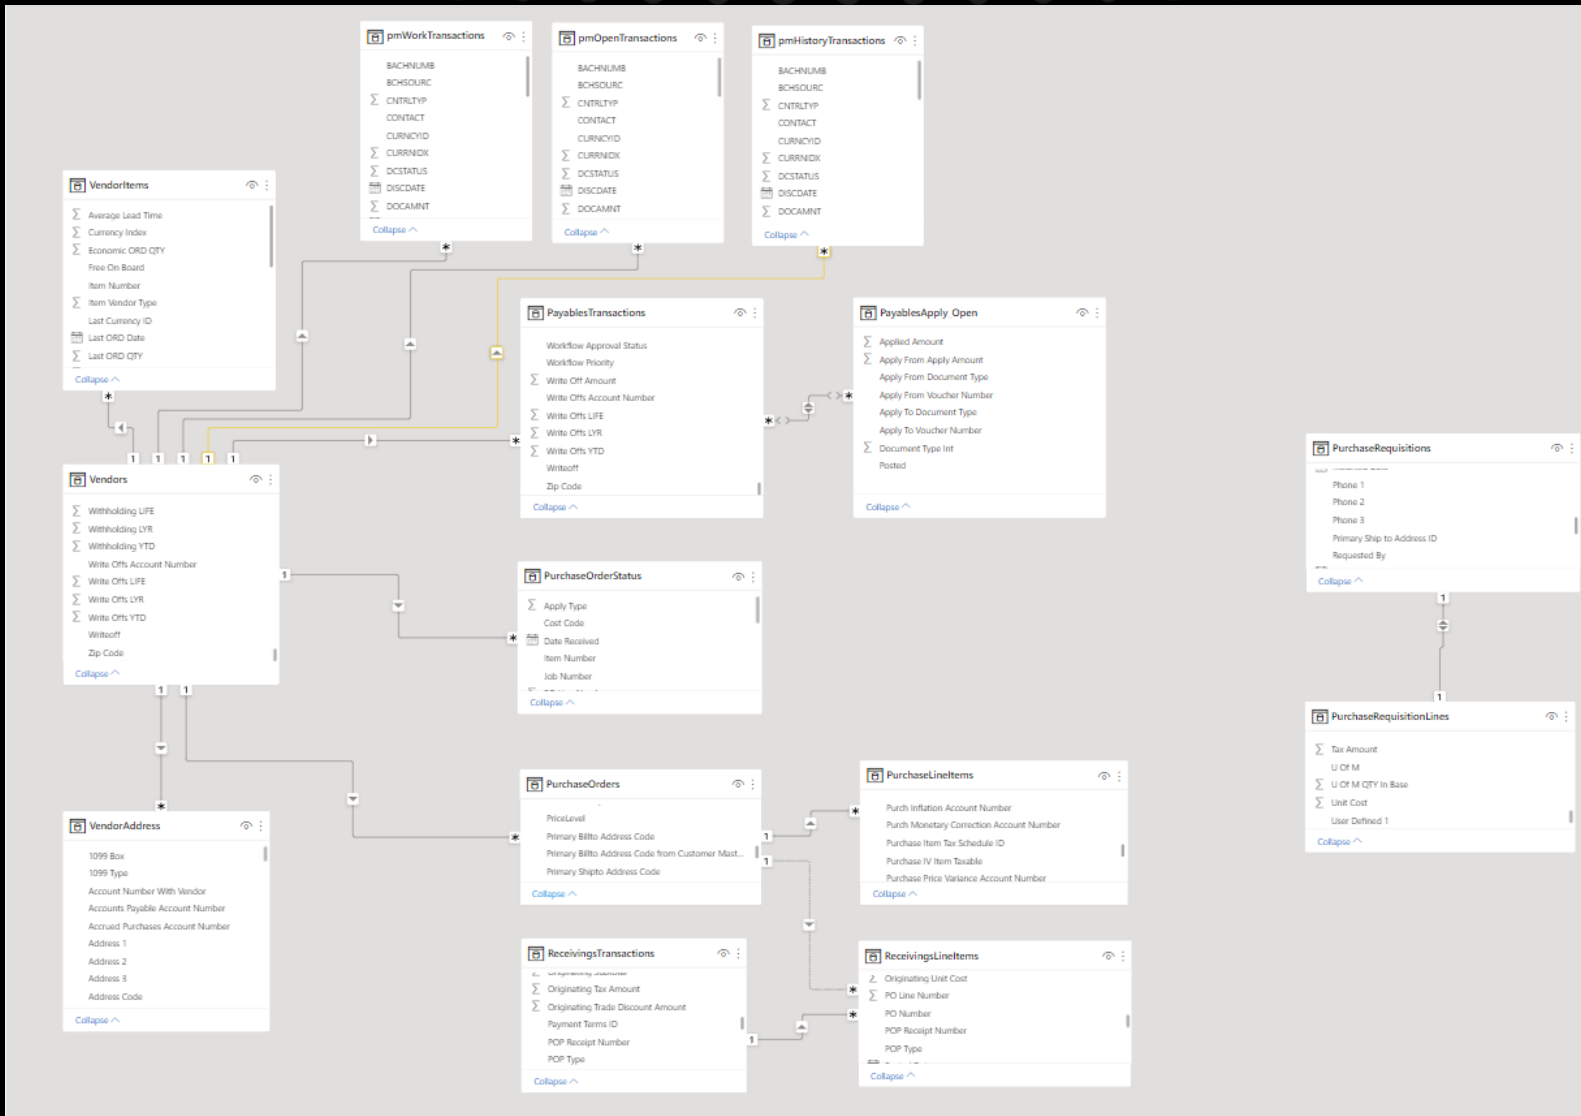 pmWorkTransactions
BACHNUMB
BCHSOURC
CNTRLTYP
CONTACT
CURNCYID
CURRNIDX
DCSTATUS
DISCDATE
DOCAMNT
Collapse
pmOpenTransactions
BACHNUMB
BCHSOURC
CNTRLTYP
CONTACT
CURNCYID
CURRNIDX
DCSTATUS
DISCDATE
DOCAMNT
Collapse
pmHistoryTransactions
BACHNUMB
BCHSOURC
CNTRLTYP
CONTACT
CURNCYID
CURRNIDX
DCSTATUS
DISCDATE
DOCAMNT
Collapse
VendorItems
Average Lead Time
Currency Index
Economic ORD QTY
Free On Board
Item Number
Item Vendor Type
Last Currency ID
Last ORD Date
Last ORD QTY
Collapse
PayablesTransactions
Workflow Approval Status
Workflow Priority
Write Off Amount
Write Offs Account Number
Write Offs LIFE
Write Offs LYR
Write Offs YTD
Writeoff
Zip Code
Collapse
PayablesApply_Open
Applied Amount
Apply From Apply Amount
Apply From Document Type
Apply From Voucher Number
Apply To Document Type
Apply To Voucher Number
Document Type Int
Posted
Collapse
PurchaseRequisitions
Phone 1
Phone 2
Phone 3
Primary Ship to Address ID
Requested By
Collapse
Vendors
Withholding LIFE
Withholding LYR
Withholding YTD
Write Offs Account Number
Write Offs LIFE
Write Offs LYR
Write Offs YTD
Writeoff
Zip Code
Collapse
PurchaseOrderStatus
Apply Type
Cost Code
Date Received
Item Number
Job Number
Collapse
PurchaseRequisitionLines
Tax Amount
U Of M
U Of M QTY In Base
Unit Cost
User Defined 1
Collapse
VendorAddress
1099 Box
1099 Type
Account Number With Vendor
Accounts Payable Account Number
Accrued Purchases Account Number
Address 1
Address 2
Address 3
Address Code
Collapse
PurchaseOrders
PriceLevel
Primary Billto Address Code
Primary Billto Address Code from Customer Mast...
Primary Shipto Address Code
Collapse
PurchaseLineItems
Purch Inflation Account Number
Purch Monetary Correction Account Number
Purchase Item Tax Schedule ID
Purchase IV Item Taxable
Purchase Price Variance Account Number
Collapse
ReceivingsTransactions
Originating Subtotal
Originating Tax Amount
Originating Trade Discount Amount
Payment Terms ID
POP Receipt Number
POP Type
Collapse
ReceivingsLineItems
Originating Unit Cost
PO Line Number
PO Number
POP Receipt Number
POP Type
Collapse